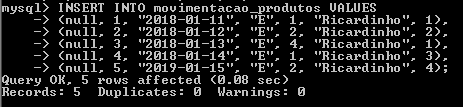 mysql> INSERT INTO movimentacao_produtos VALUES
-> (null, 1, "2018-01-11", "E", 1, "Ricardinho", 1),
-> (null, 2, "2018-01-12", "E", 1, "Ricardinho", 2),
-> (null, 3, "2018-01-13", "E", 4, "Ricardinho", 1),
-> (null, 4, "2018-01-14", "E", 1, "Ricardinho", 3),
-> (null, 5, "2019-01-15", "E", 2, "Ricardinho", 4);
Query OK, 5 rows affected (0.08 sec)
Records: 5  Duplicates: 0  Warnings: 0